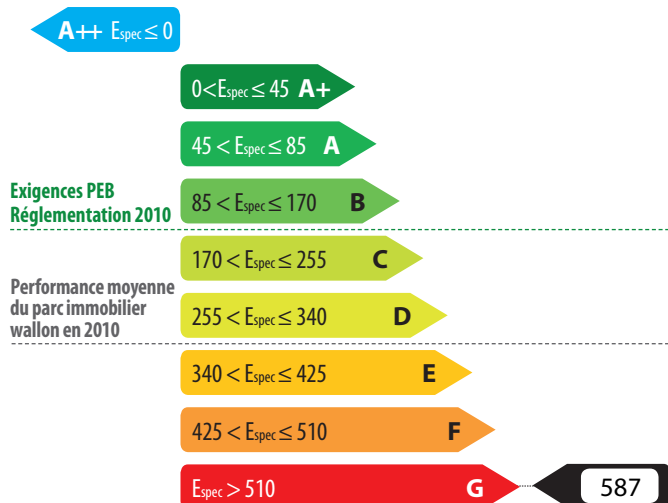 A++ Espec ≤ 0
0 < Espec ≤ 45 A+
45 < Espec ≤ 85 A
Exigences PEB
Réglementation 2010
85 < Espec ≤ 170 B
170 < Espec ≤ 255 C
Performance moyenne
du parc immobilier
wallon en 2010
255 < Espec ≤ 340 D
340 < Espec ≤ 425 E
425 < Espec ≤ 510 F
Espec > 510 G 587